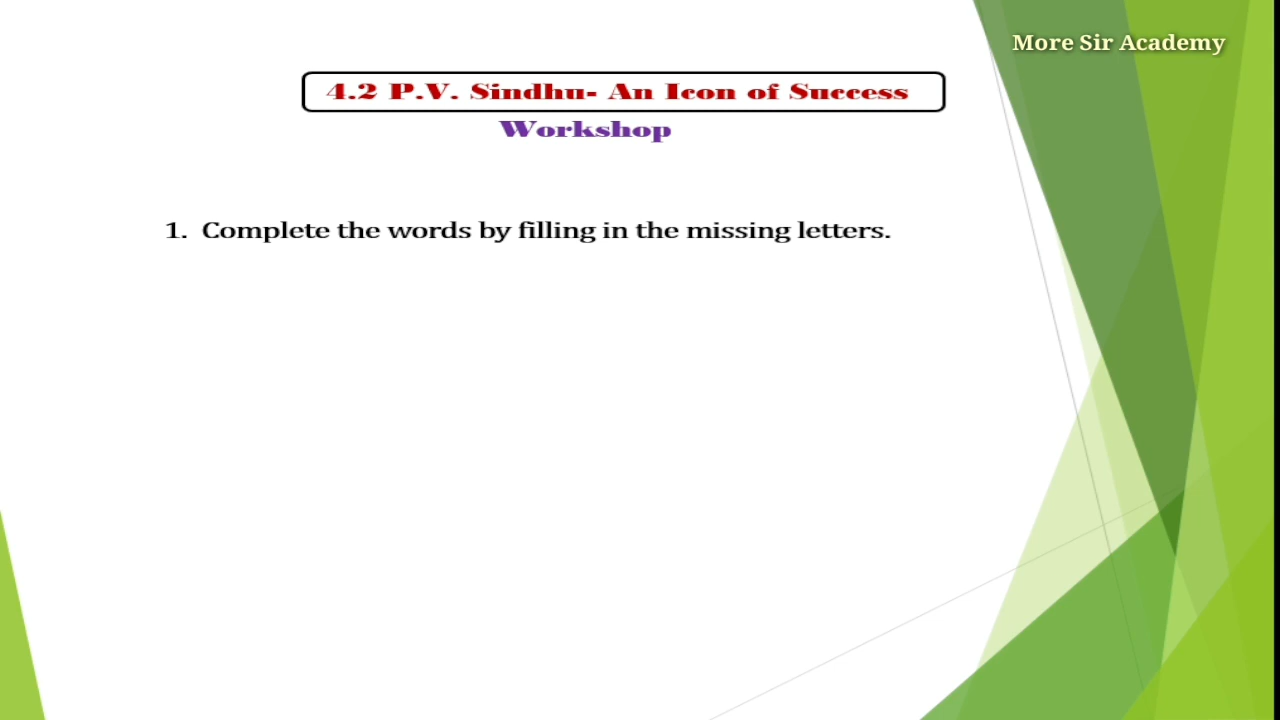 More Sir Academy
4.2 P.V. Sindhu- An Icon of Success
Workshop
1. Complete the words by filling in the missing letters.